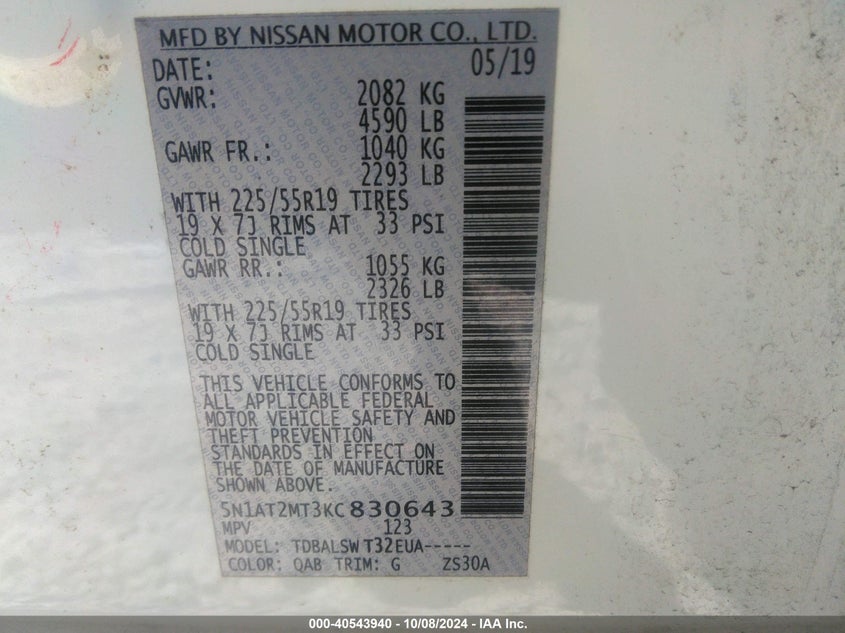 MFD BY NISSAN MOTOR CO., LTD.
DATE: 05/19
GVWR: 2082 KG
4590 LB
GAWR FR.: 1040 KG
2293 LB
WITH 225/55R19 TIRES
19 X 7J RIMS AT 33 PSI
COLD SINGLE
GAWR RR.: 1055 KG
2326 LB
WITH 225/55R19 TIRES
19 X 7J RIMS AT 33 PSI
COLD SINGLE
THIS VEHICLE CONFORMS TO
ALL APPLICABLE FEDERAL
MOTOR VEHICLE SAFETY AND
THEFT PREVENTION
STANDARDS IN EFFECT ON
THE DATE OF MANUFACTURE
SHOWN ABOVE.
5N1AT2MT3KC830643
MPV 123
MODEL: TDBALSWT32EUA-----
COLOR: QAB TRIM: G ZS30A
000-40543940 - 10/08/2024 - IAA Inc.